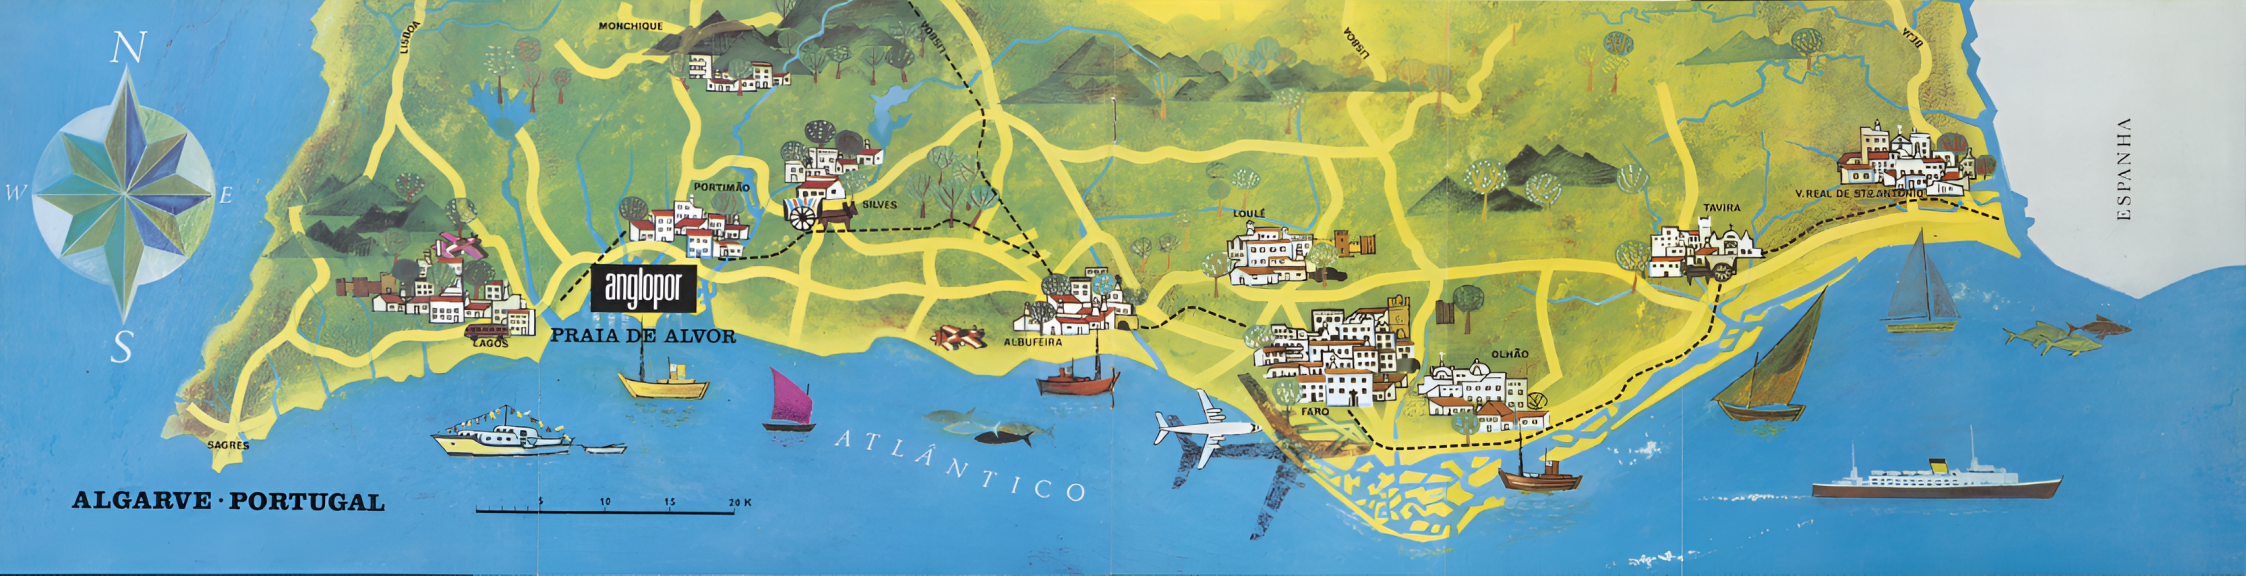 N
W
E
S
LISBOA
MONCHIQUE
LISBOA
LISBOA
BEJA
ESPANHA
PORTIMÃO
SILVES
LOULÉ
TAVIRA
V. REAL DE STO. ANTÓNIO
anglopor
PRAIA DE ALVOR
LAGOS
ALBUFEIRA
OLHÃO
FARO
SAGRES
ATLÂNTICO
ALGARVE · PORTUGAL
5 10 15 20 K